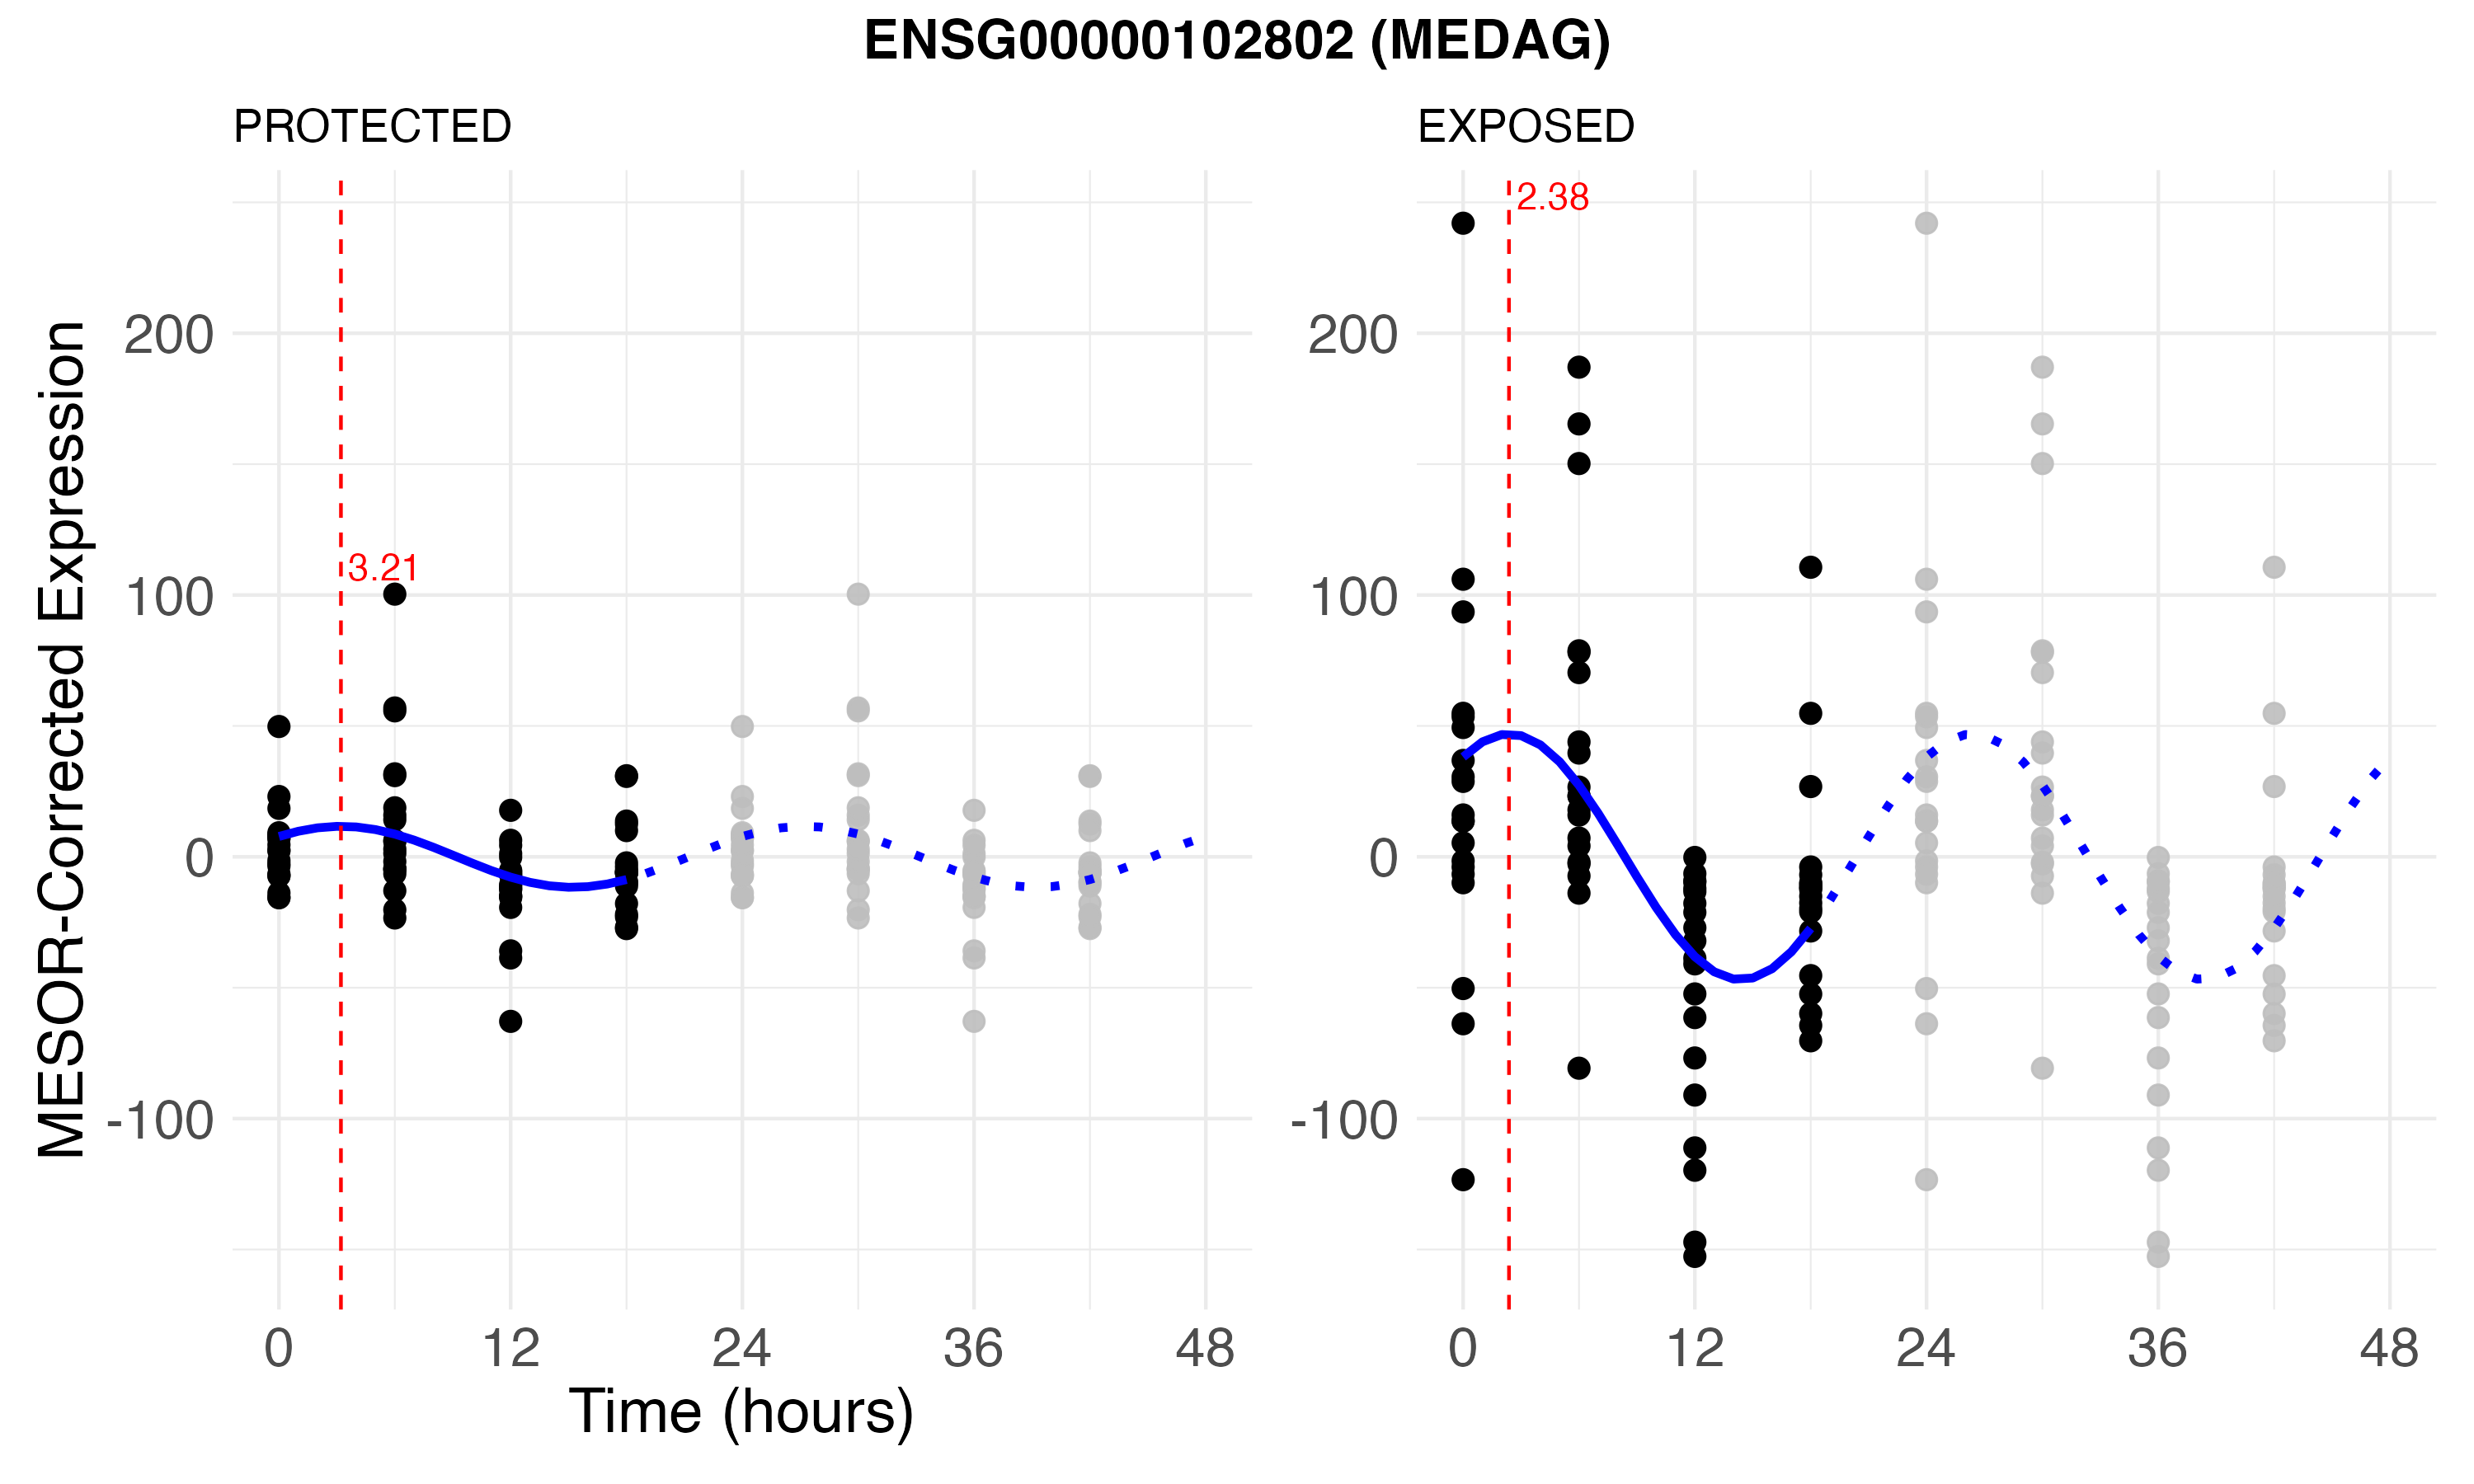 ENSG00000102802 (MEDAG)
PROTECTED
EXPOSED
MESOR-Corrected Expression
200
100
0
-100
3.21
0 12 24 36 48
Time (hours)
200
100
0
-100
2.38
0 12 24 36 48